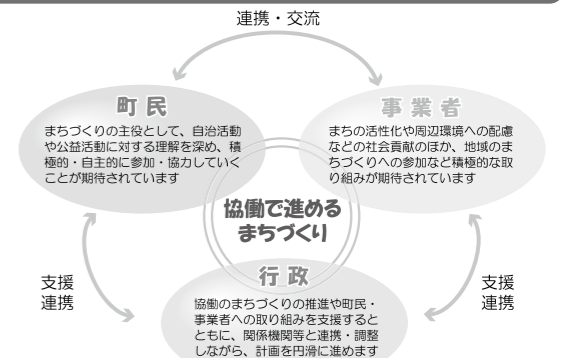 連携・交流
町民
まちづくりの主役として、自治活動
や公益活動に対する理解を深め、積
極的・自主的に参加・協力していく
ことが期待されています
事業者
まちの活性化や周辺環境への配慮
などの社会貢献のほか、地域のま
ちづくりへの参加など積極的な取
り組みが期待されています
協働で進める
まちづくり
支援
連携
行政
協働のまちづくりの推進や町民・
事業者への取り組みを支援すると
ともに、関係機関等と連携・調整
しながら、計画を円滑に進めます
支援
連携